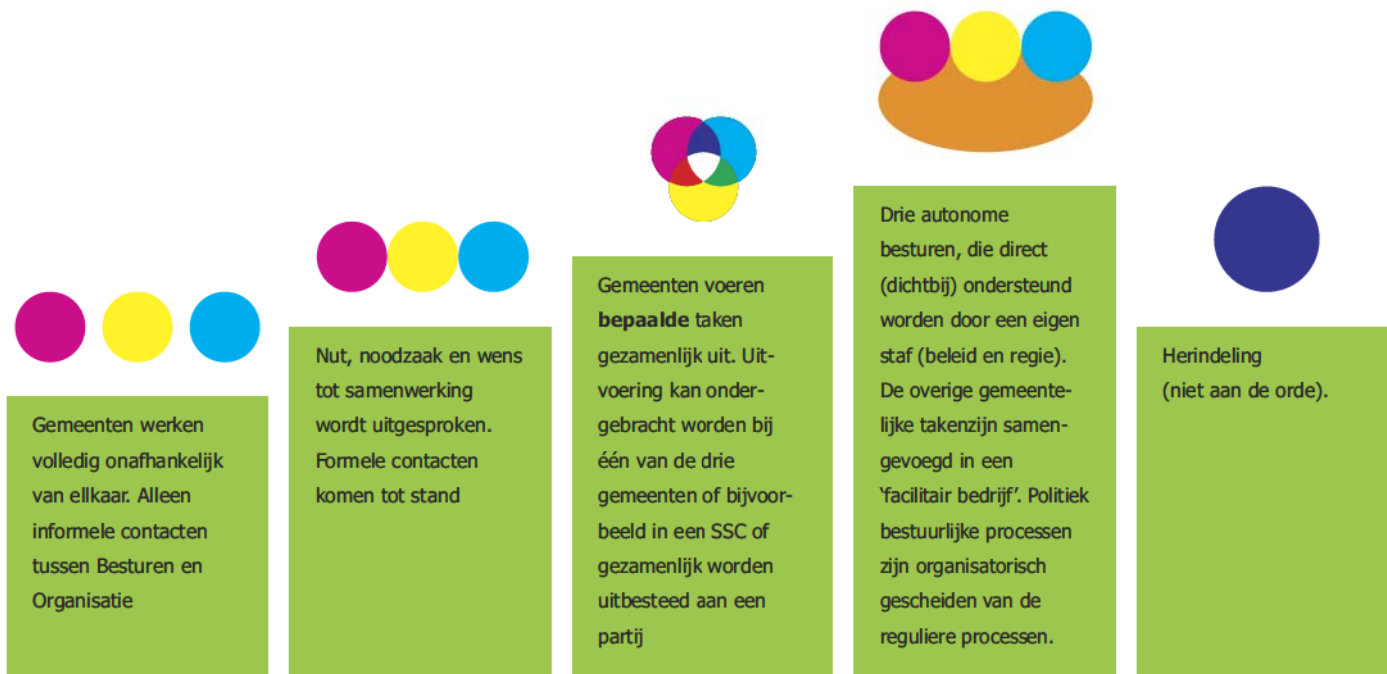 Gemeenten werken
volledig onafhankelijk
van ellkaar. Alleen
informele contacten
tussen Besturen en
Organisatie
Nut, noodzaak en wens
tot samenwerking
wordt uitgesproken.
Formele contacten
komen tot stand
Gemeenten voeren
bepaalde taken
gezamenlijk uit. Uit-
voering kan onder-
gebracht worden bij
één van de drie
gemeenten of bijvoor-
beeld in een SSC of
gezamenlijk worden
uitbesteed aan een
partij
Drie autonome
besturen, die direct
(dichtbij) ondersteund
worden door een eigen
staf (beleid en regie).
De overige gemeente-
lijke takenzijn samen-
gevoegd in een
‘facilitair bedrijf’. Politiek
bestuurlijke processen
zijn organisatorisch
gescheiden van de
reguliere processen.
Herindeling
(niet aan de orde).